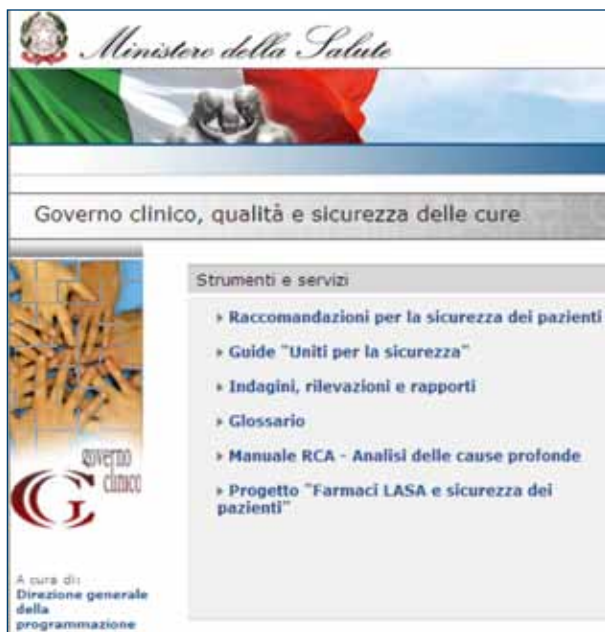 Ministero della Salute
Governo clinico, qualità e sicurezza delle cure
Strumenti e servizi
Raccomandazioni per la sicurezza dei pazienti
Guide "Uniti per la sicurezza"
Indagini, rilevazioni e rapporti
Glossario
Manuale RCA - Analisi delle cause profonde
Progetto "Farmaci LASA e sicurezza dei
pazienti"
governo
clinico
A cura di:
Direzione generale
della
programmazione